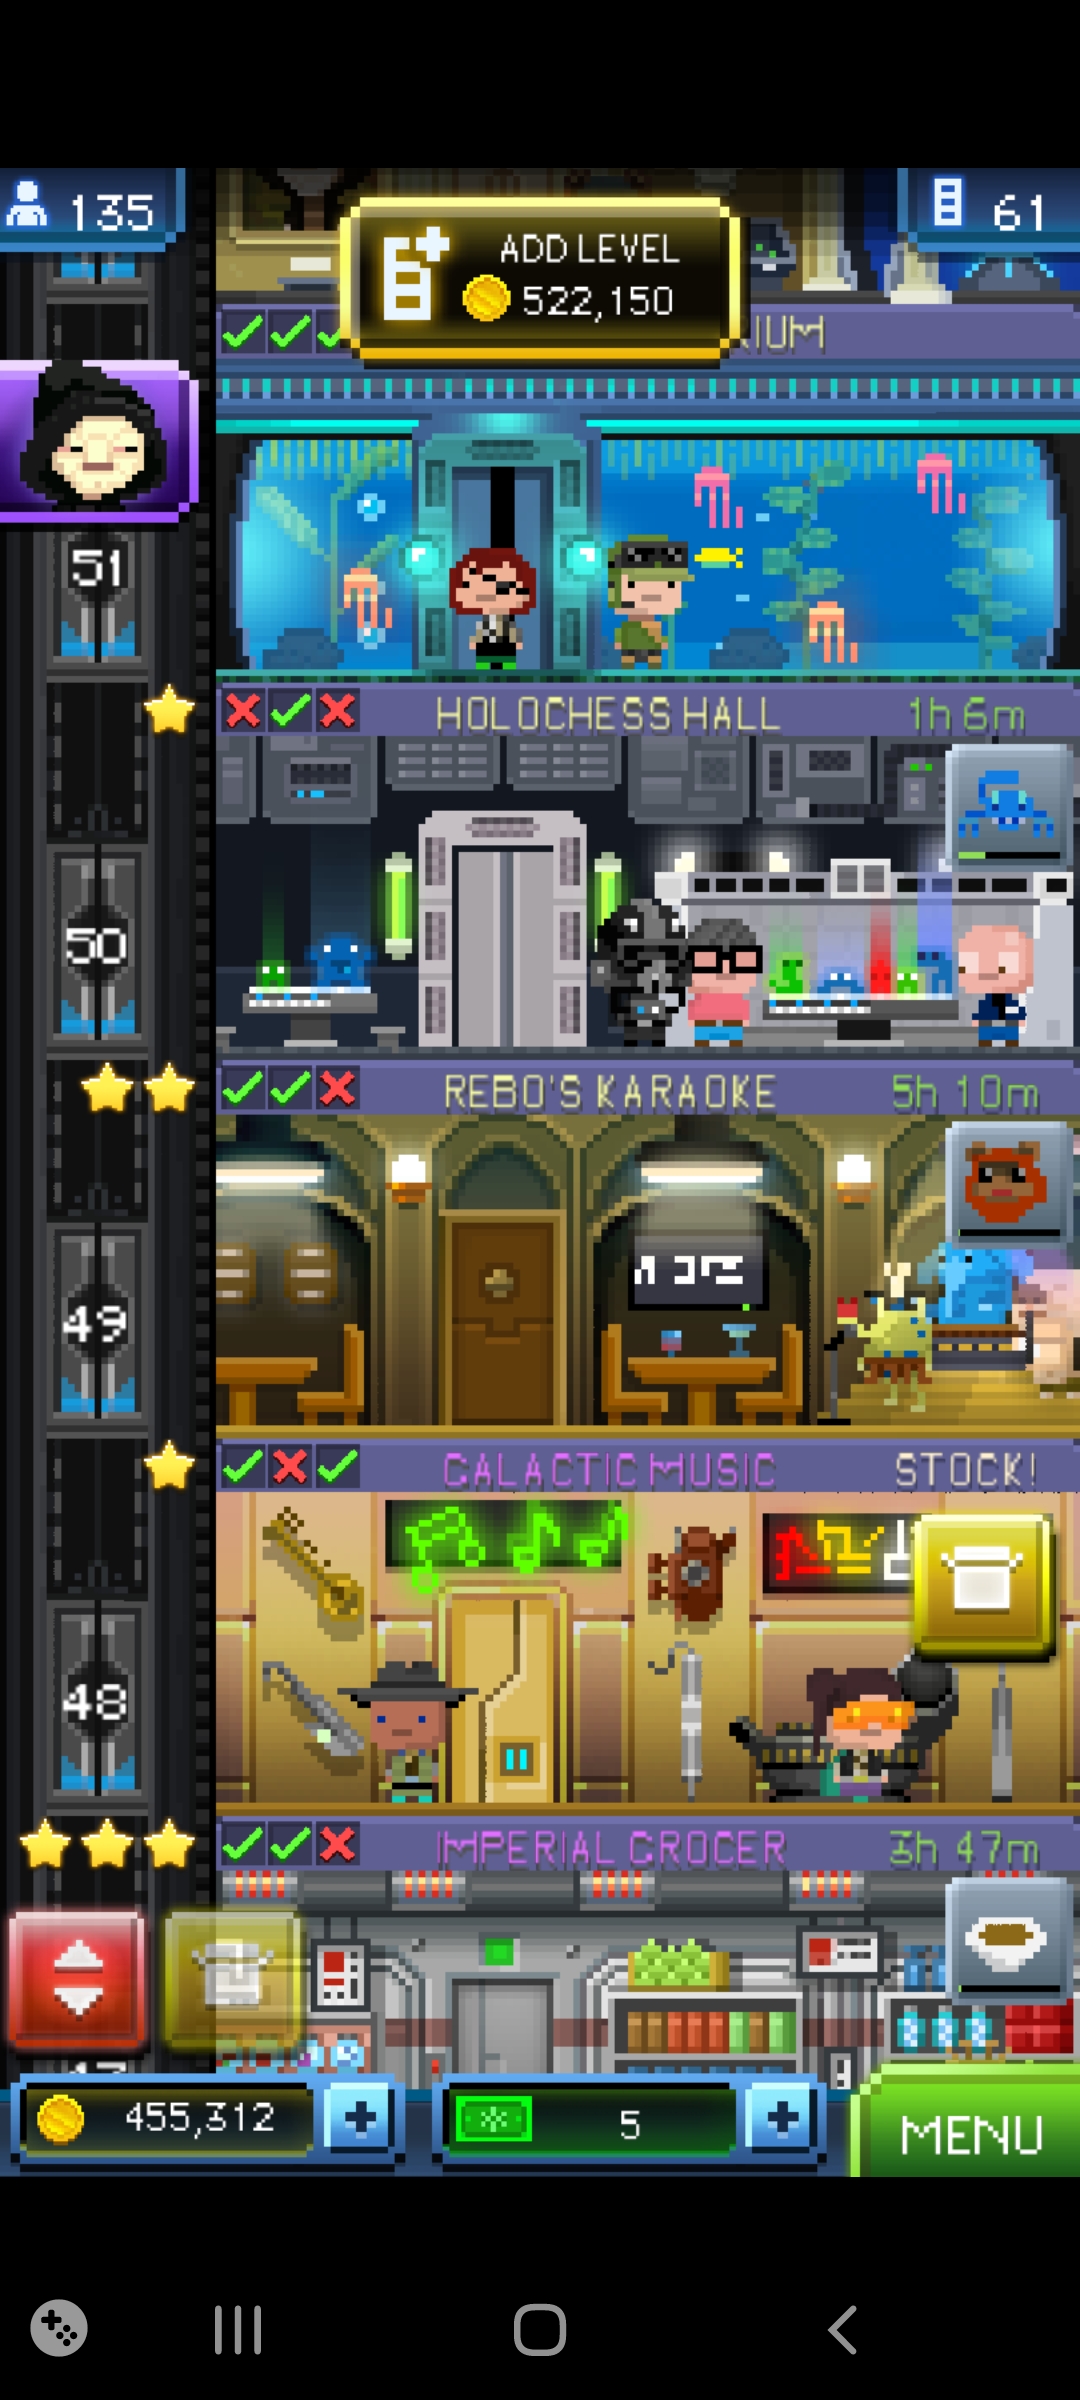 135
ADD LEVEL
522,150
61
51
HOLOCHESS HALL 1h 6m
50
REBO'S KARAOKE 5h 10m
49
GALACTIC MUSIC STOCK!
48
IMPERIAL GROCER 3h 47m
455,312
5
MENU